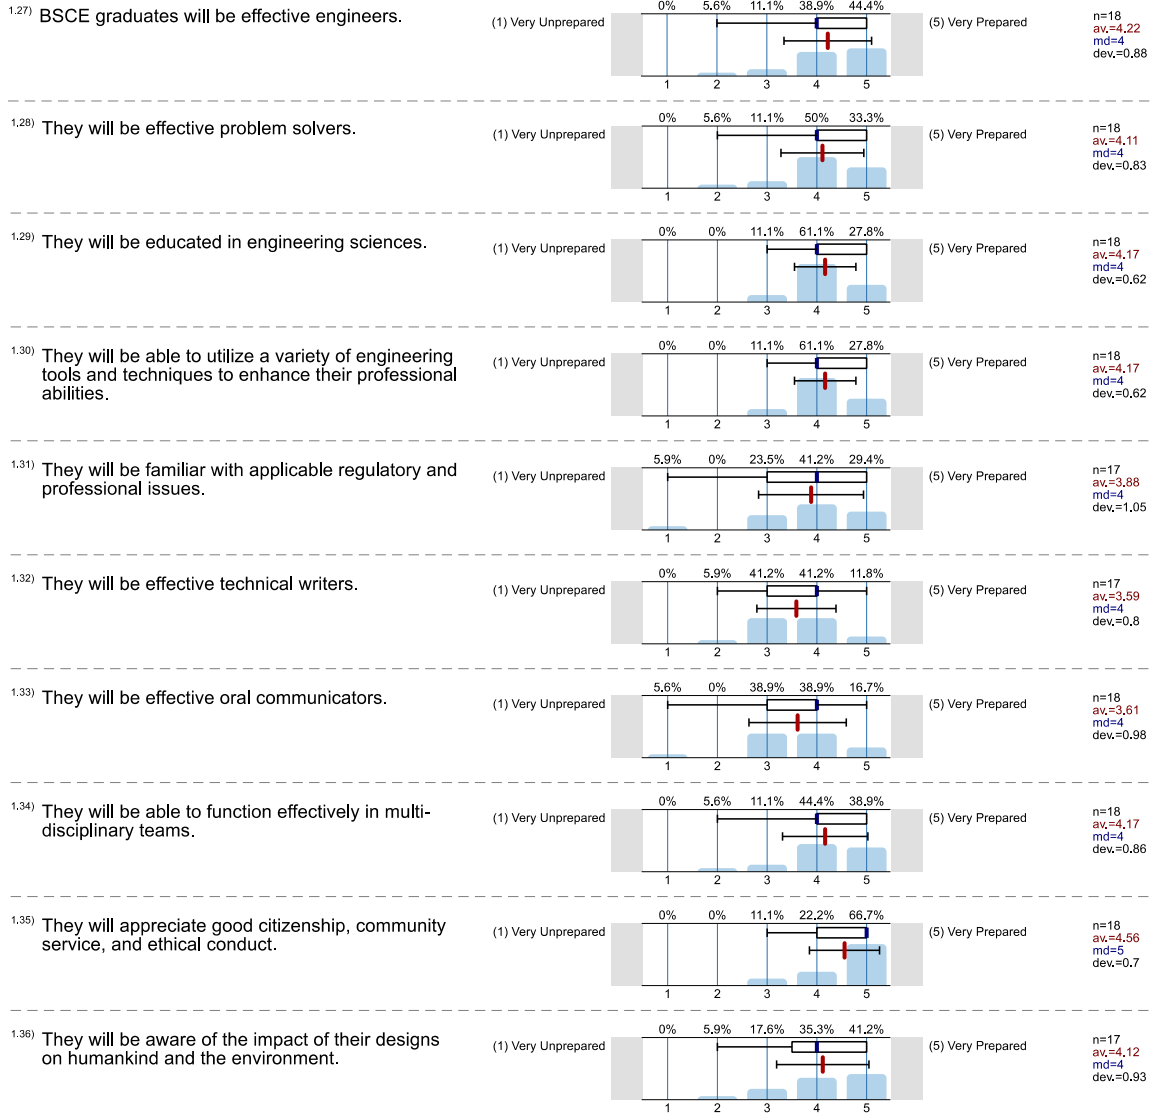 1.27) BSCE graduates will be effective engineers.
(1) Very Unprepared
0% 5.6% 11.1% 38.9% 44.4%
1 2 3 4 5
(5) Very Prepared
n=18
av.=4.22
md=4
dev.=0.88
1,28) They will be effective problem solvers.
(1) Very Unprepared
0% 5.6% 11.1% 50% 33.3%
1 2 3 4 5
(5) Very Prepared
n=18
av.=4.11
md=4
dev.=0.83
1.29) They will be educated in engineering sciences.
(1) Very Unprepared
0% 0% 11.1% 61.1% 27.8%
1 2 3 4 5
(5) Very Prepared
n=18
av.=4.17
md=4
dev.=0.62
1.30) They will be able to utilize a variety of engineering
tools and techniques to enhance their professional
abilities.
(1) Very Unprepared
0% 0% 11.1% 61.1% 27.8%
1 2 3 4 5
(5) Very Prepared
n=18
av.=4.17
md=4
dev.=0.62
1.31) They will be familiar with applicable regulatory and
professional issues.
(1) Very Unprepared
5.9% 0% 23.5% 41.2% 29.4%
1 2 3 4 5
(5) Very Prepared
n=17
av.=3.88
md=4
dev.=1.05
1.32) They will be effective technical writers.
(1) Very Unprepared
0% 5.9% 41.2% 41.2% 11.8%
1 2 3 4 5
(5) Very Prepared
n=17
av.=3.59
md=4
dev.=0.8
1.33) They will be effective oral communicators.
(1) Very Unprepared
5.6% 0% 38.9% 38.9% 16.7%
1 2 3 4 5
(5) Very Prepared
n=18
av.=3.61
md=4
dev.=0.98
1.34) They will be able to function effectively in multi-
disciplinary teams.
(1) Very Unprepared
0% 5.6% 11.1% 44.4% 38.9%
1 2 3 4 5
(5) Very Prepared
n=18
av.=4.17
md=4
dev.=0.86
1.35) They will appreciate good citizenship, community
service, and ethical conduct.
(1) Very Unprepared
0% 0% 11.1% 22.2% 66.7%
1 2 3 4 5
(5) Very Prepared
n=18
av.=4.56
md=5
dev.=0.7
1.36) They will be aware of the impact of their designs
on humankind and the environment.
(1) Very Unprepared
0% 5.9% 17.6% 35.3% 41.2%
1 2 3 4 5
(5) Very Prepared
n=17
av.=4.12
md=4
dev.=0.93